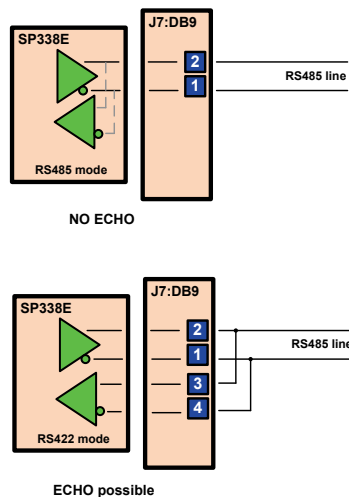 J7:DB9
SP338E
2
1
RS485 line
RS485 mode
NO ECHO
J7:DB9
SP338E
2
1
RS485 line
3
4
RS422 mode
ECHO possible